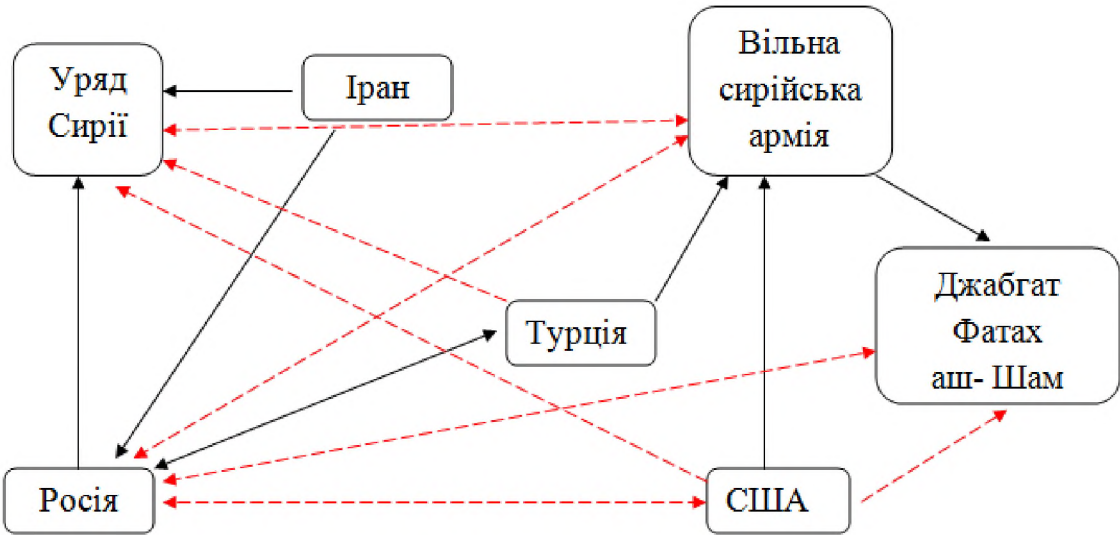 Уряд
Сирії
Іран
Вільна
сирійська
армія
Турція
Джабгат
Фатах
аш- Шам
Росія
США